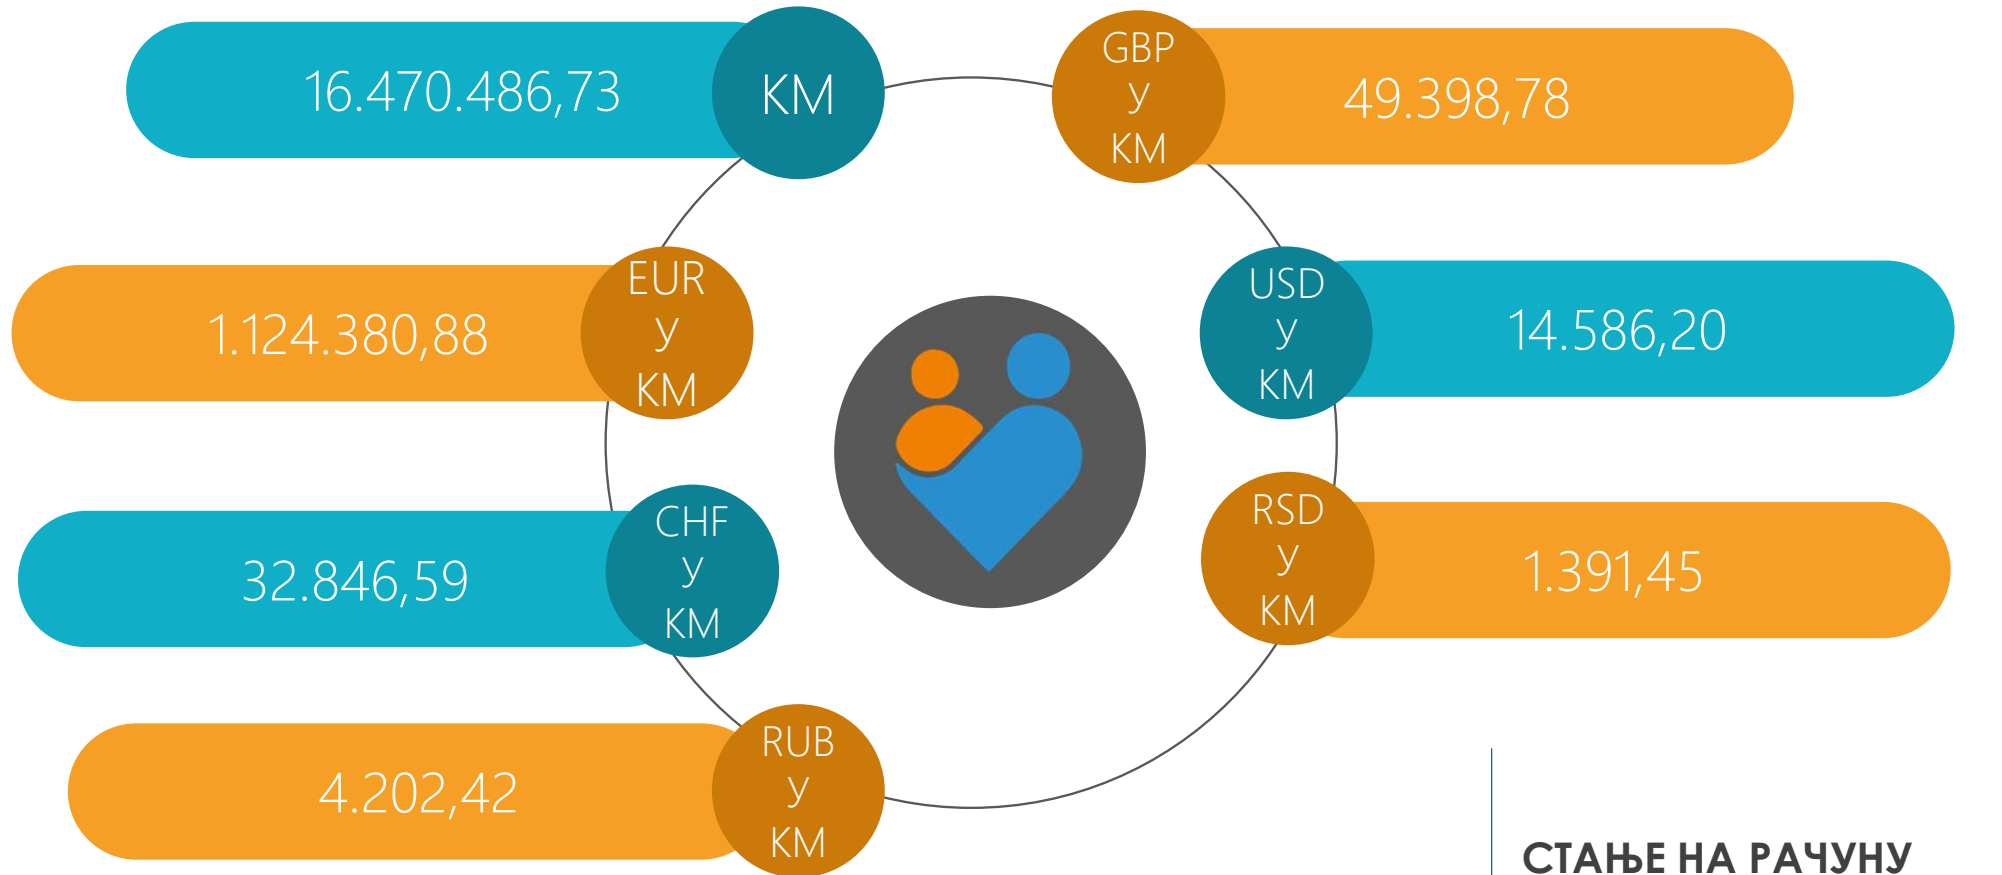 16.470.486,73
КМ
GBP
у
КМ
49.398,78
1.124.380,88
EUR
у
КМ
USD
у
КМ
14.586,20
32.846,59
CHF
у
КМ
RSD
у
КМ
1.391,45
4.202,42
RUB
у
КМ
СТАЊЕ НА РАЧУНУ